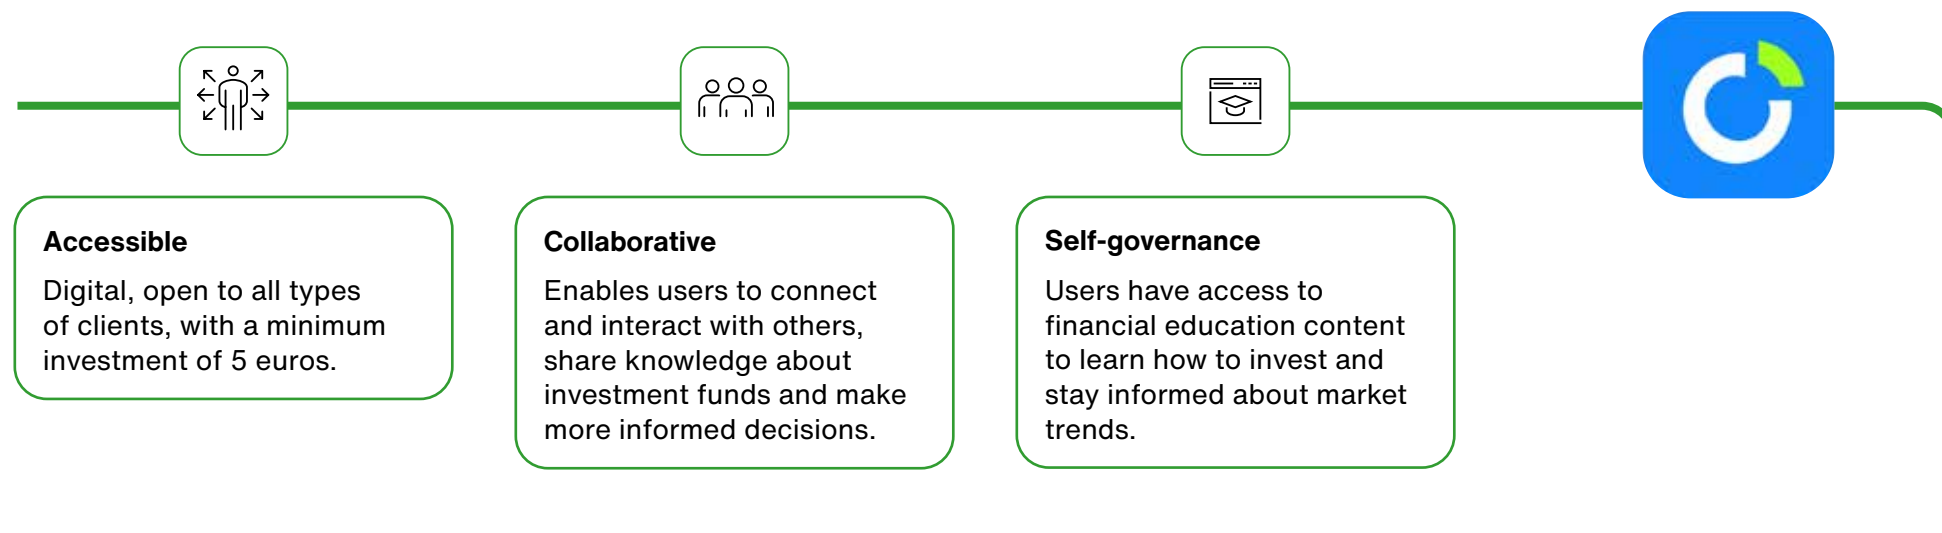 Accessible
Digital, open to all types
of clients, with a minimum
investment of 5 euros.
Collaborative
Enables users to connect
and interact with others,
share knowledge about
investment funds and make
more informed decisions.
Self-governance
Users have access to
financial education content
to learn how to invest and
stay informed about market
trends.